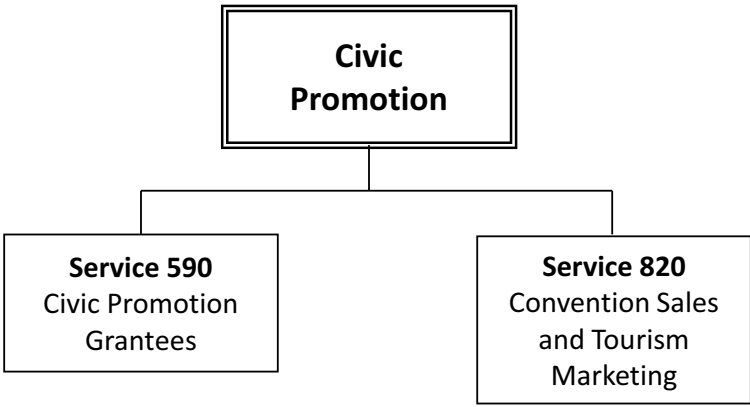 Civic
Promotion
Service 590
Civic Promotion
Grantees
Service 820
Convention Sales
and Tourism
Marketing